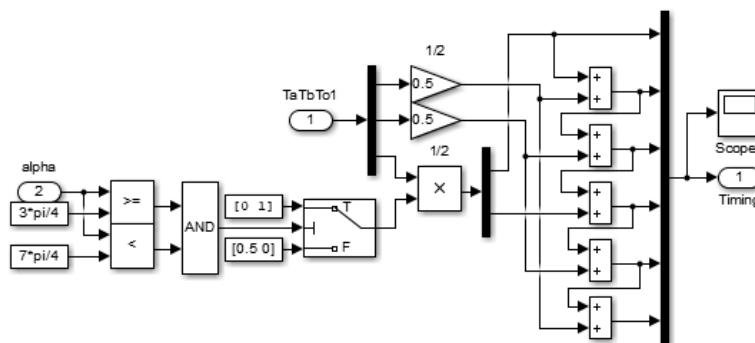 1/2
TaTbTo1
1
0.5
0.5
1/2
×
alpha
2
3*pi/4
7*pi/4
>=
<
AND
[0 1]
[0.5 0]
T
F
+
+
+
+
+
+
+
+
+
+
Scope
1
Timing